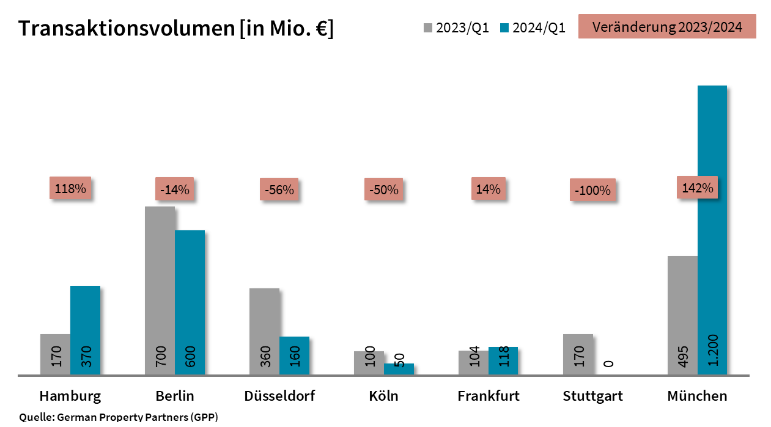 Transaktionsvolumen [in Mio. €]
2023/Q1
2024/Q1
Veränderung 2023/2024
118%
-14%
-56%
-50%
14%
-100%
142%
170
370
700
600
360
160
100
50
104
118
170
0
495
1.200
Hamburg
Berlin
Düsseldorf
Köln
Frankfurt
Stuttgart
München
Quelle: German Property Partners (GPP)